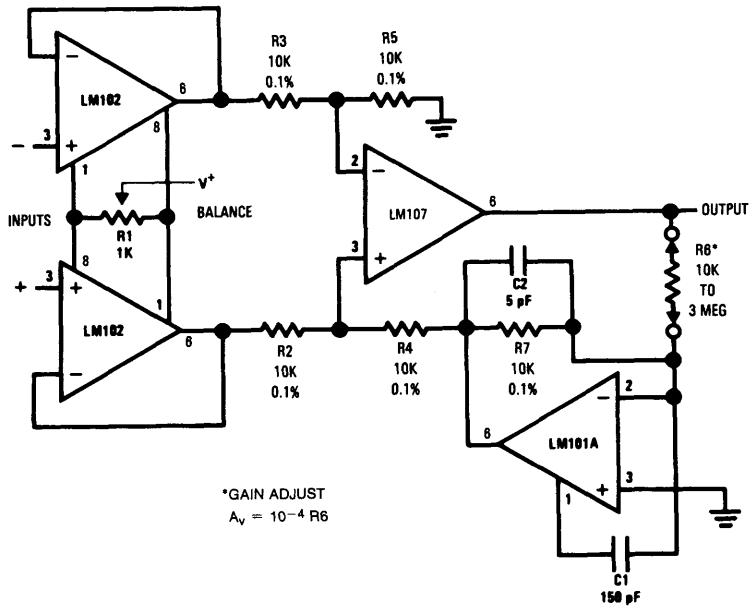 R3
10K
0.1%
R5
10K
0.1%
−
LM102
6
8
− 3 +
1
2 −
LM107
6
OUTPUT
V+
INPUTS
R1
1K
BALANCE
3 +
R6*
10K
TO
3 MEG
C2
5 pF
8
+ 3 +
1
LM102
6
−
R2
10K
0.1%
R4
10K
0.1%
R7
10K
0.1%
2
−
6
LM101A
3
+
1
*GAIN ADJUST
Av = 10−4 R6
C1
150 pF